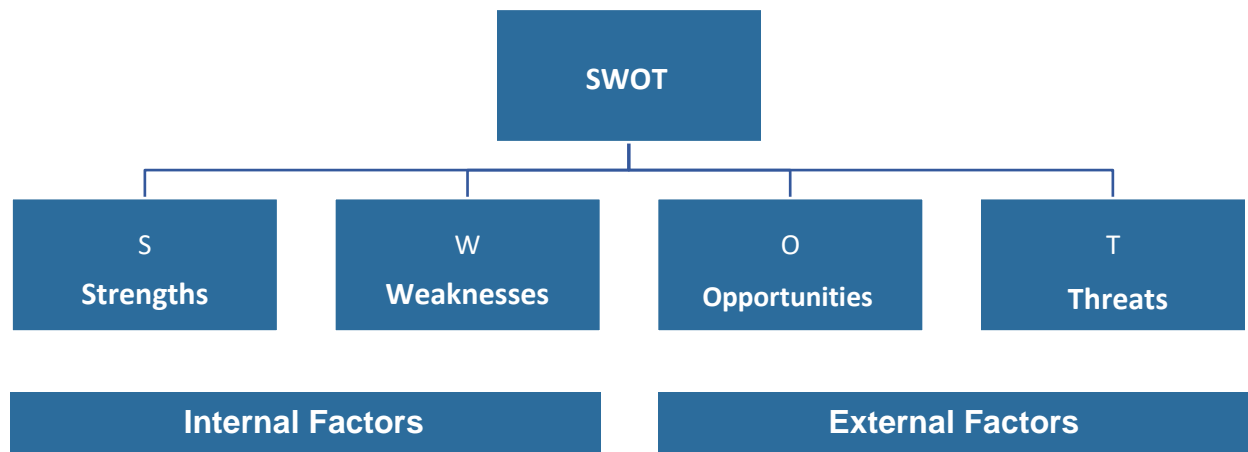 SWOT
S
Strengths
W
Weaknesses
O
Opportunities
T
Threats
Internal Factors
External Factors